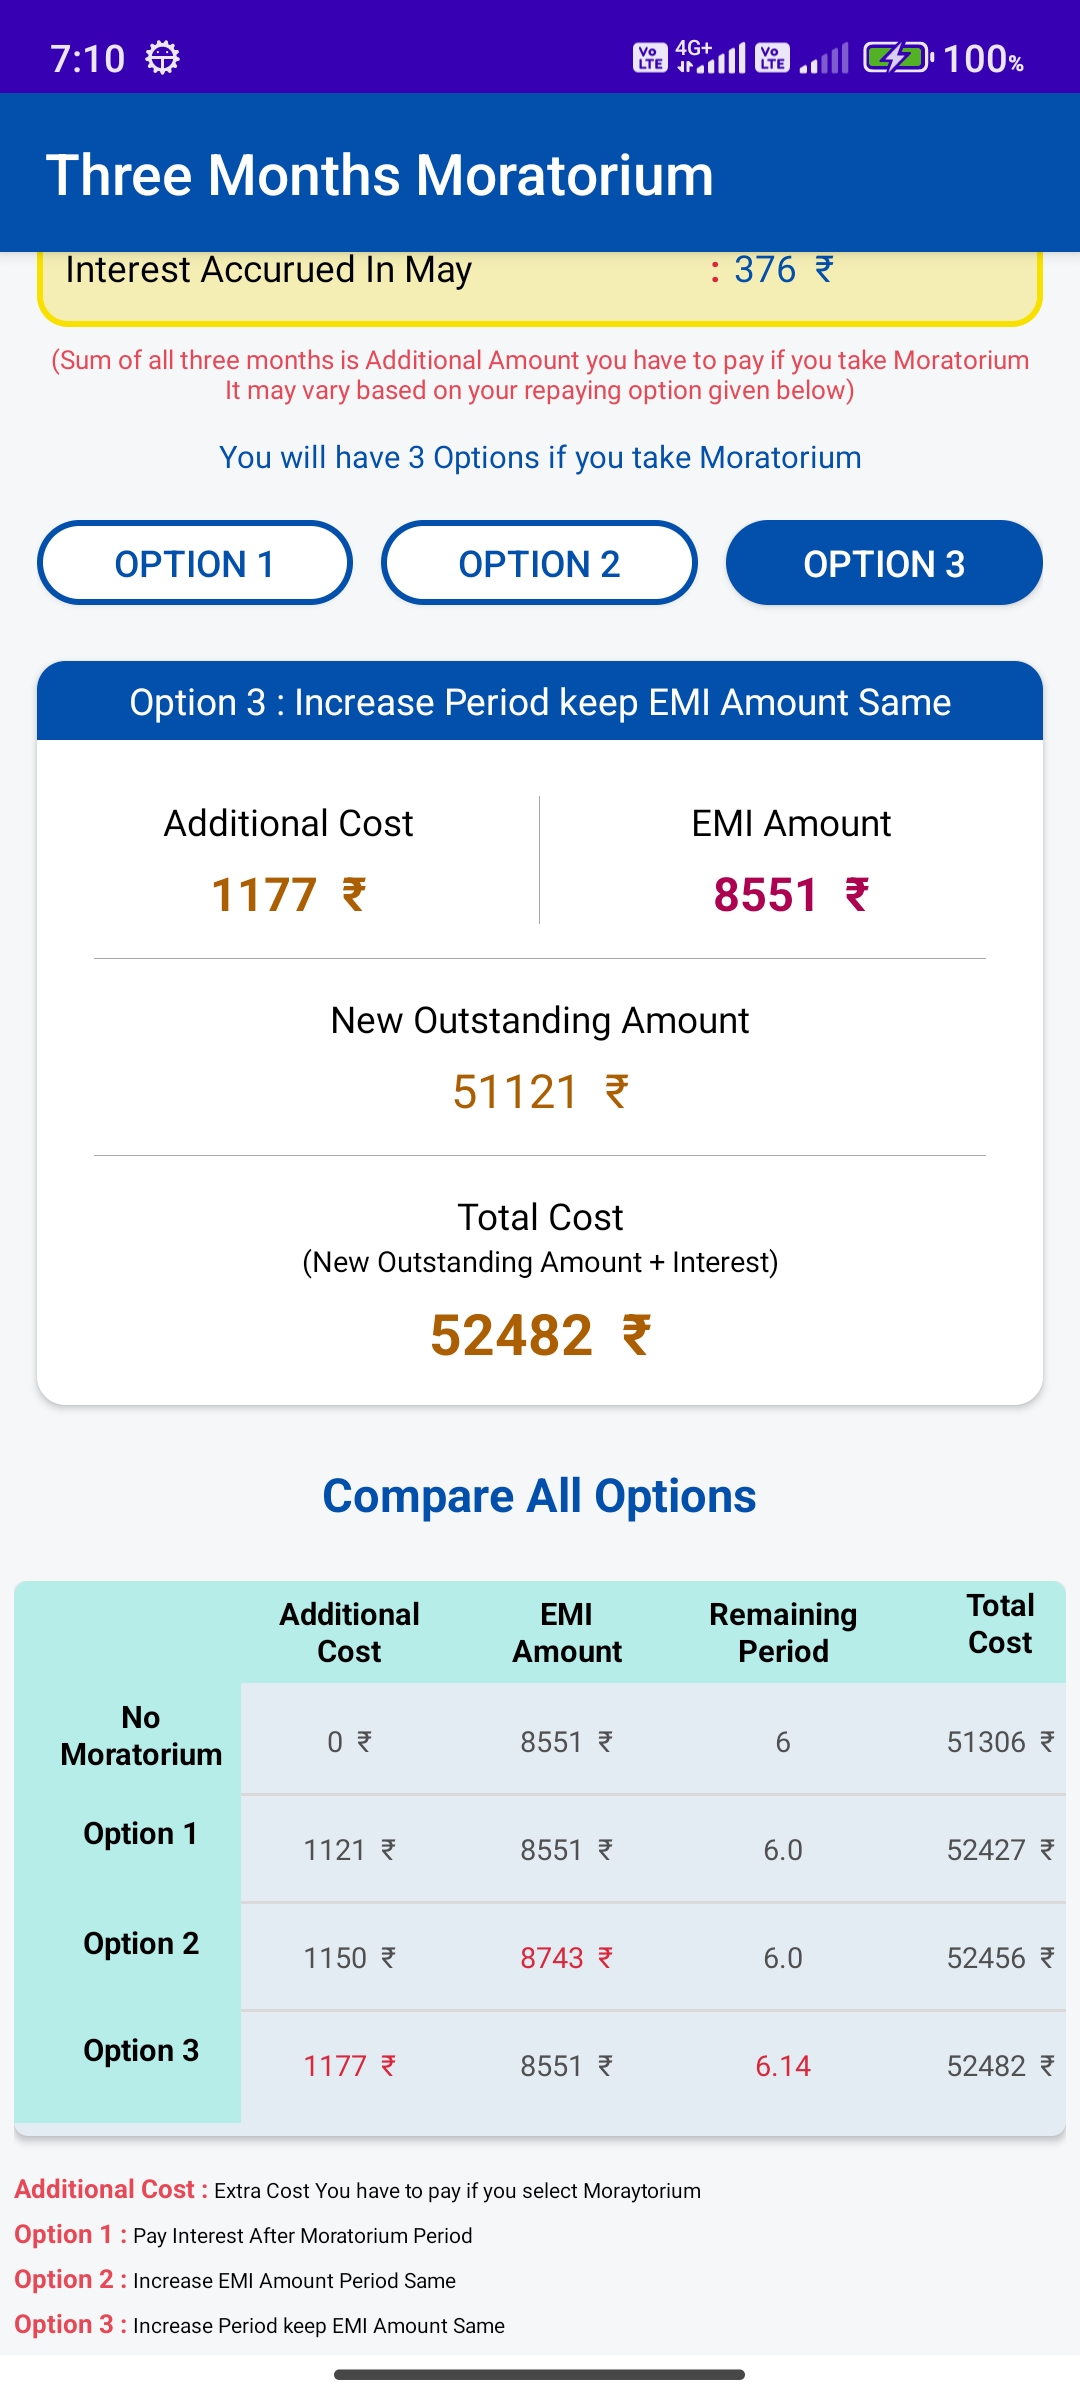 7:10 Vo LTE 4G+ Vo LTE 100%
Three Months Moratorium
Interest Accurued In May : 376 ₹
(Sum of all three months is Additional Amount you have to pay if you take Moratorium
It may vary based on your repaying option given below)
You will have 3 Options if you take Moratorium
OPTION 1 OPTION 2 OPTION 3
Option 3 : Increase Period keep EMI Amount Same
Additional Cost EMI Amount
1177 ₹ 8551 ₹
New Outstanding Amount
51121 ₹
Total Cost
(New Outstanding Amount + Interest)
52482 ₹
Compare All Options
Additional Cost EMI Amount Remaining Period Total Cost
No Moratorium 0 ₹ 8551 ₹ 6 51306 ₹
Option 1 1121 ₹ 8551 ₹ 6.0 52427 ₹
Option 2 1150 ₹ 8743 ₹ 6.0 52456 ₹
Option 3 1177 ₹ 8551 ₹ 6.14 52482 ₹
Additional Cost : Extra Cost You have to pay if you select Moraytorium
Option 1 : Pay Interest After Moratorium Period
Option 2 : Increase EMI Amount Period Same
Option 3 : Increase Period keep EMI Amount Same